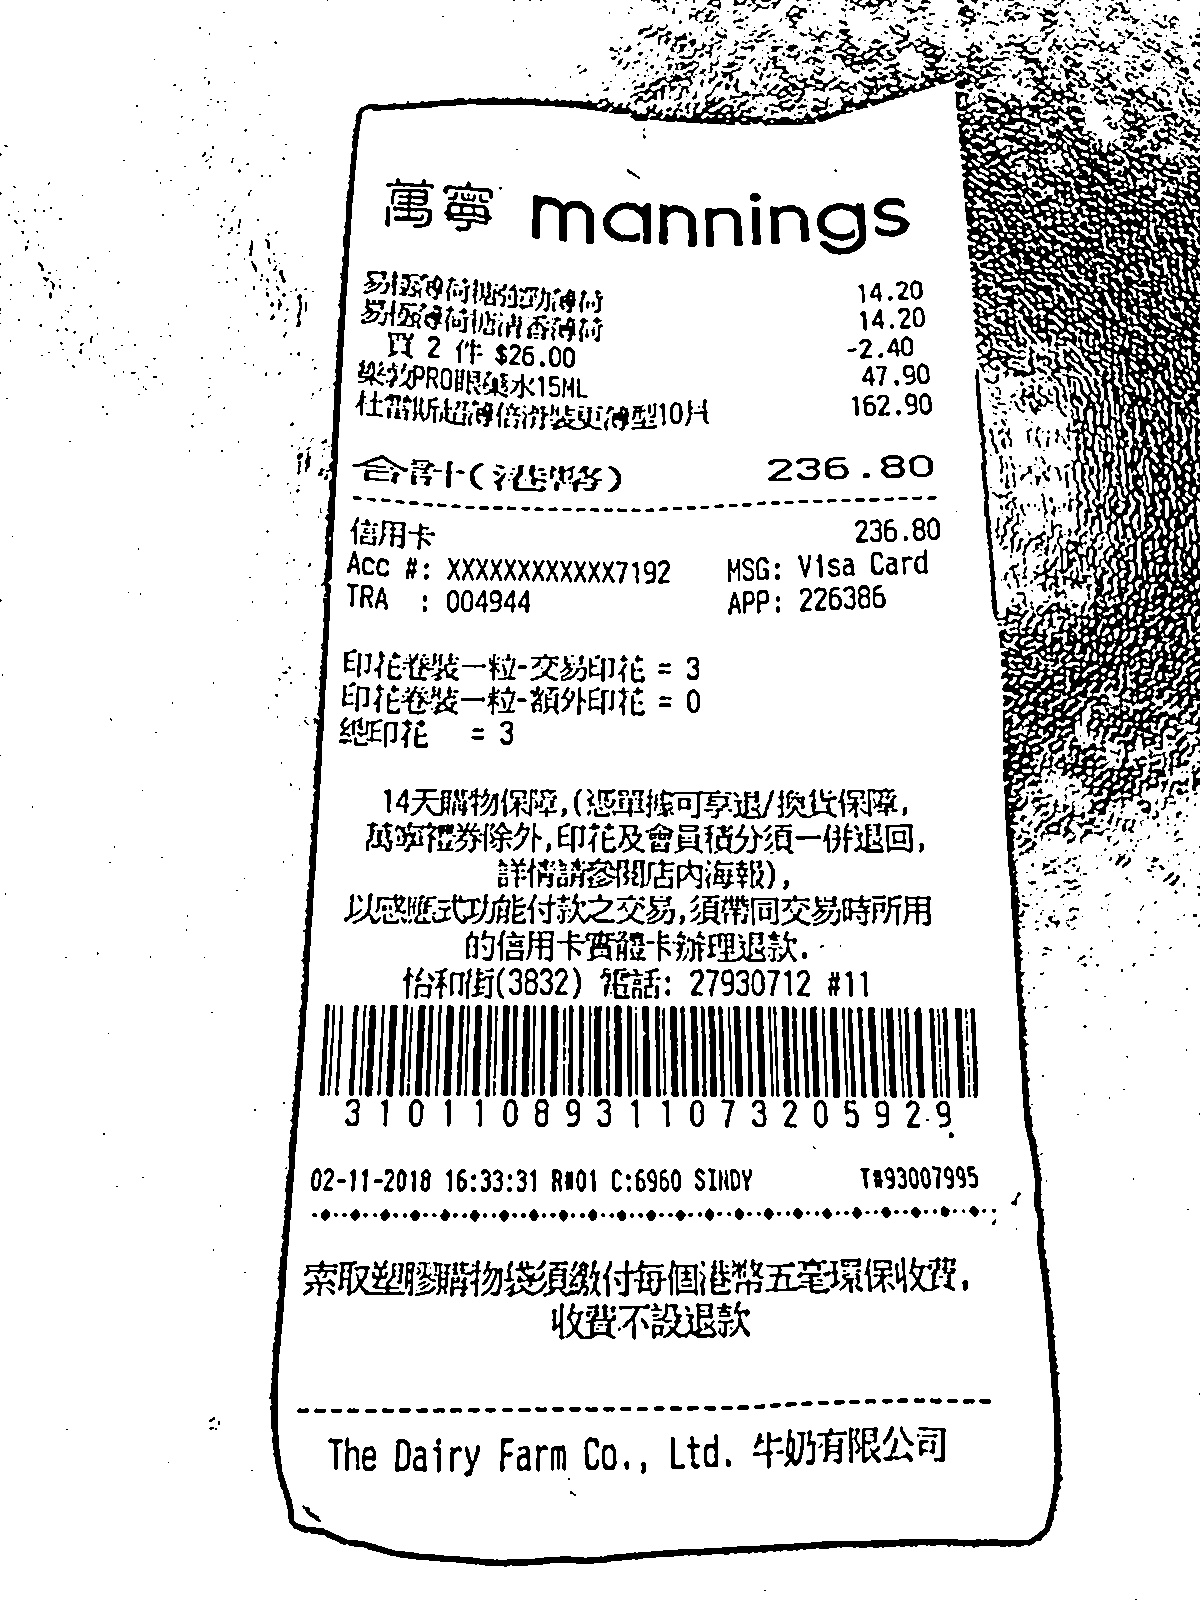 萬寧 mannings
易極薄荷糖強勁薄荷 14.20
易極薄荷糖清香薄荷 14.20
買 2 件 $26.00 -2.40
樂敦PRO眼藥水15ML 47.90
杜蕾斯超薄倍滑裝更薄型10片 162.90
合計(港幣) 236.80
信用卡 236.80
Acc #: XXXXXXXXXXXX7192 MSG: Visa Card
TRA : 004944 APP: 226386
印花卷裝一粒-交易印花 = 3
印花卷裝一粒-額外印花 = 0
總印花 = 3
14天購物保障,(憑單據可享退/換貨保障,
萬寧禮券除外,印花及會員積分須一併退回,
詳情請參閱店內海報),
以感應式功能付款之交易,須帶同交易時所用
的信用卡實體卡辦理退款.
怡和街(3832) 電話: 27930712 #11
31011089311073205929
02-11-2018 16:33:31 R#01 C:6960 SINDY T#93007995
索取塑膠購物袋須繳付每個港幣五毫環保收費,
收費不設退款
The Dairy Farm Co., Ltd. 牛奶有限公司